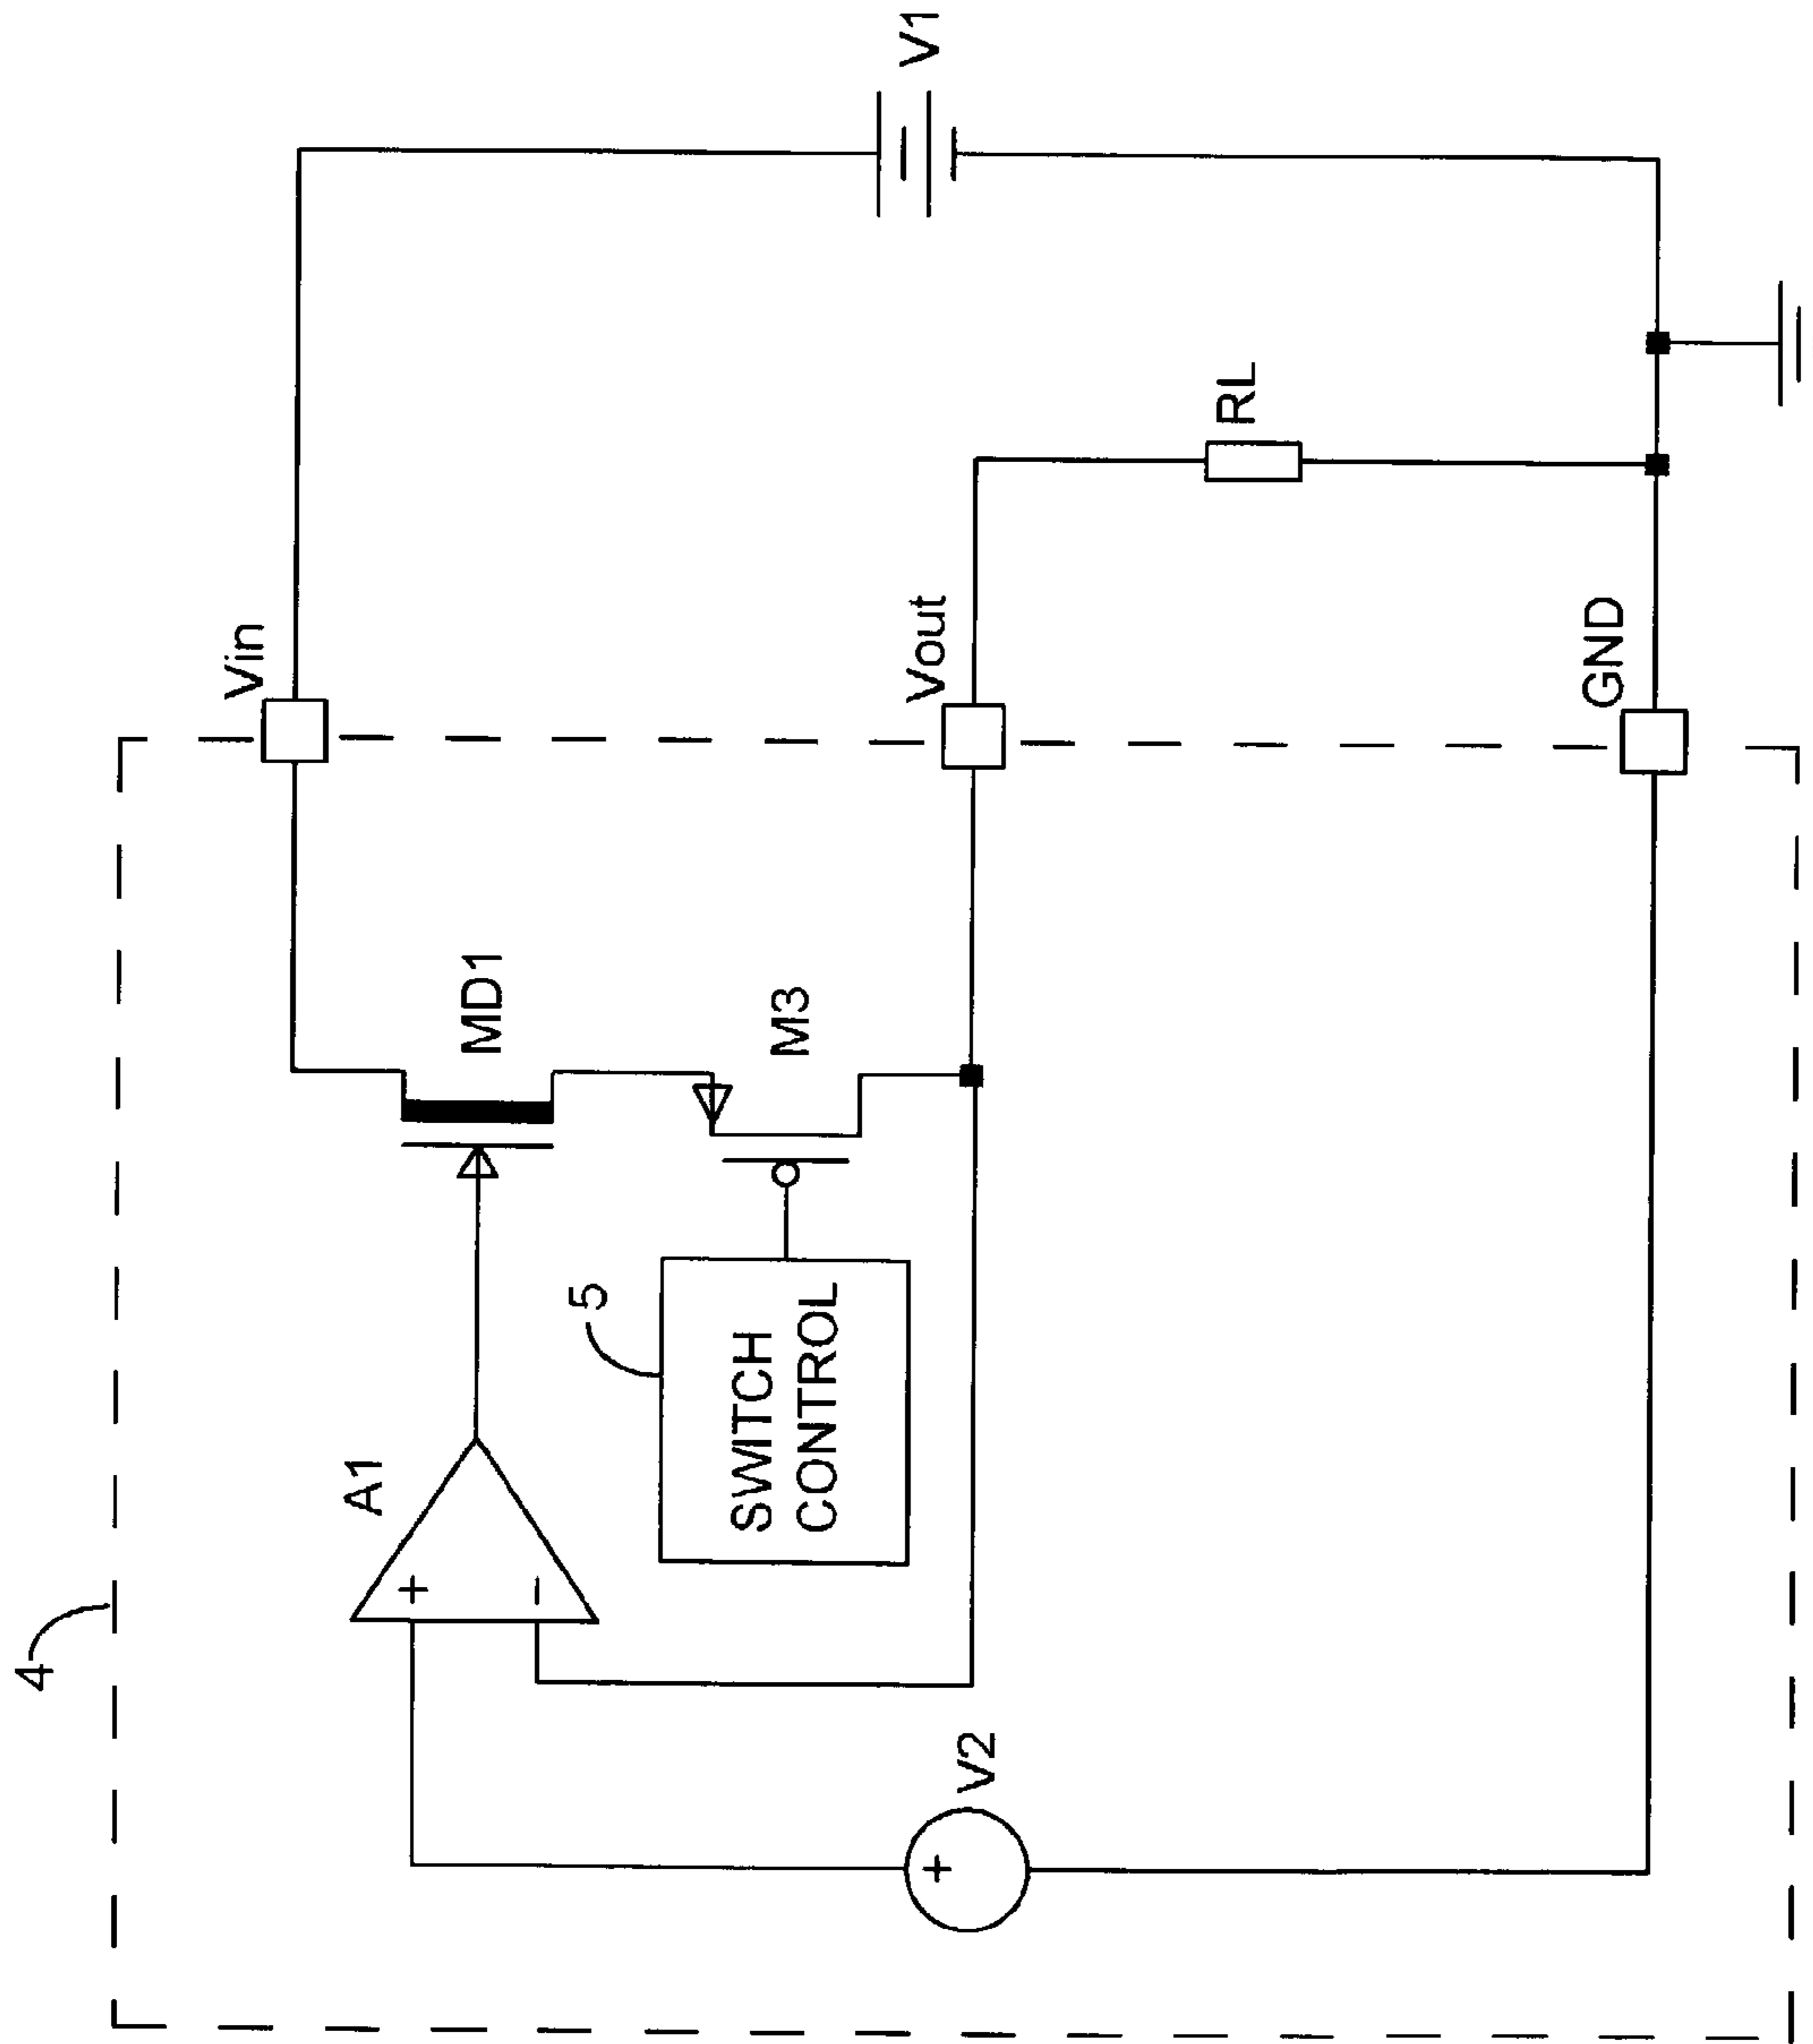 4
A1
+
−
MD1
Vin
5
SWITCH
CONTROL
M3
V1
V2
+
Vout
RL
GND